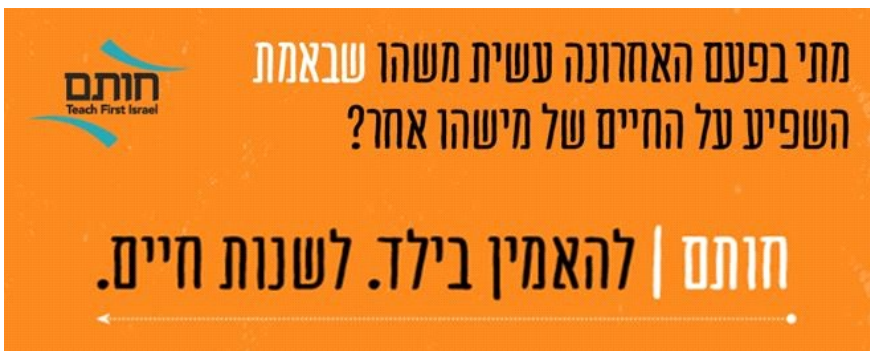 מתי בפעם האחרונה עשית משהו שבאמת
השפיע על החיים של מישהו אחר?
חותם
Teach First Israel
חותם | להאמין בילד. לשנות חיים.